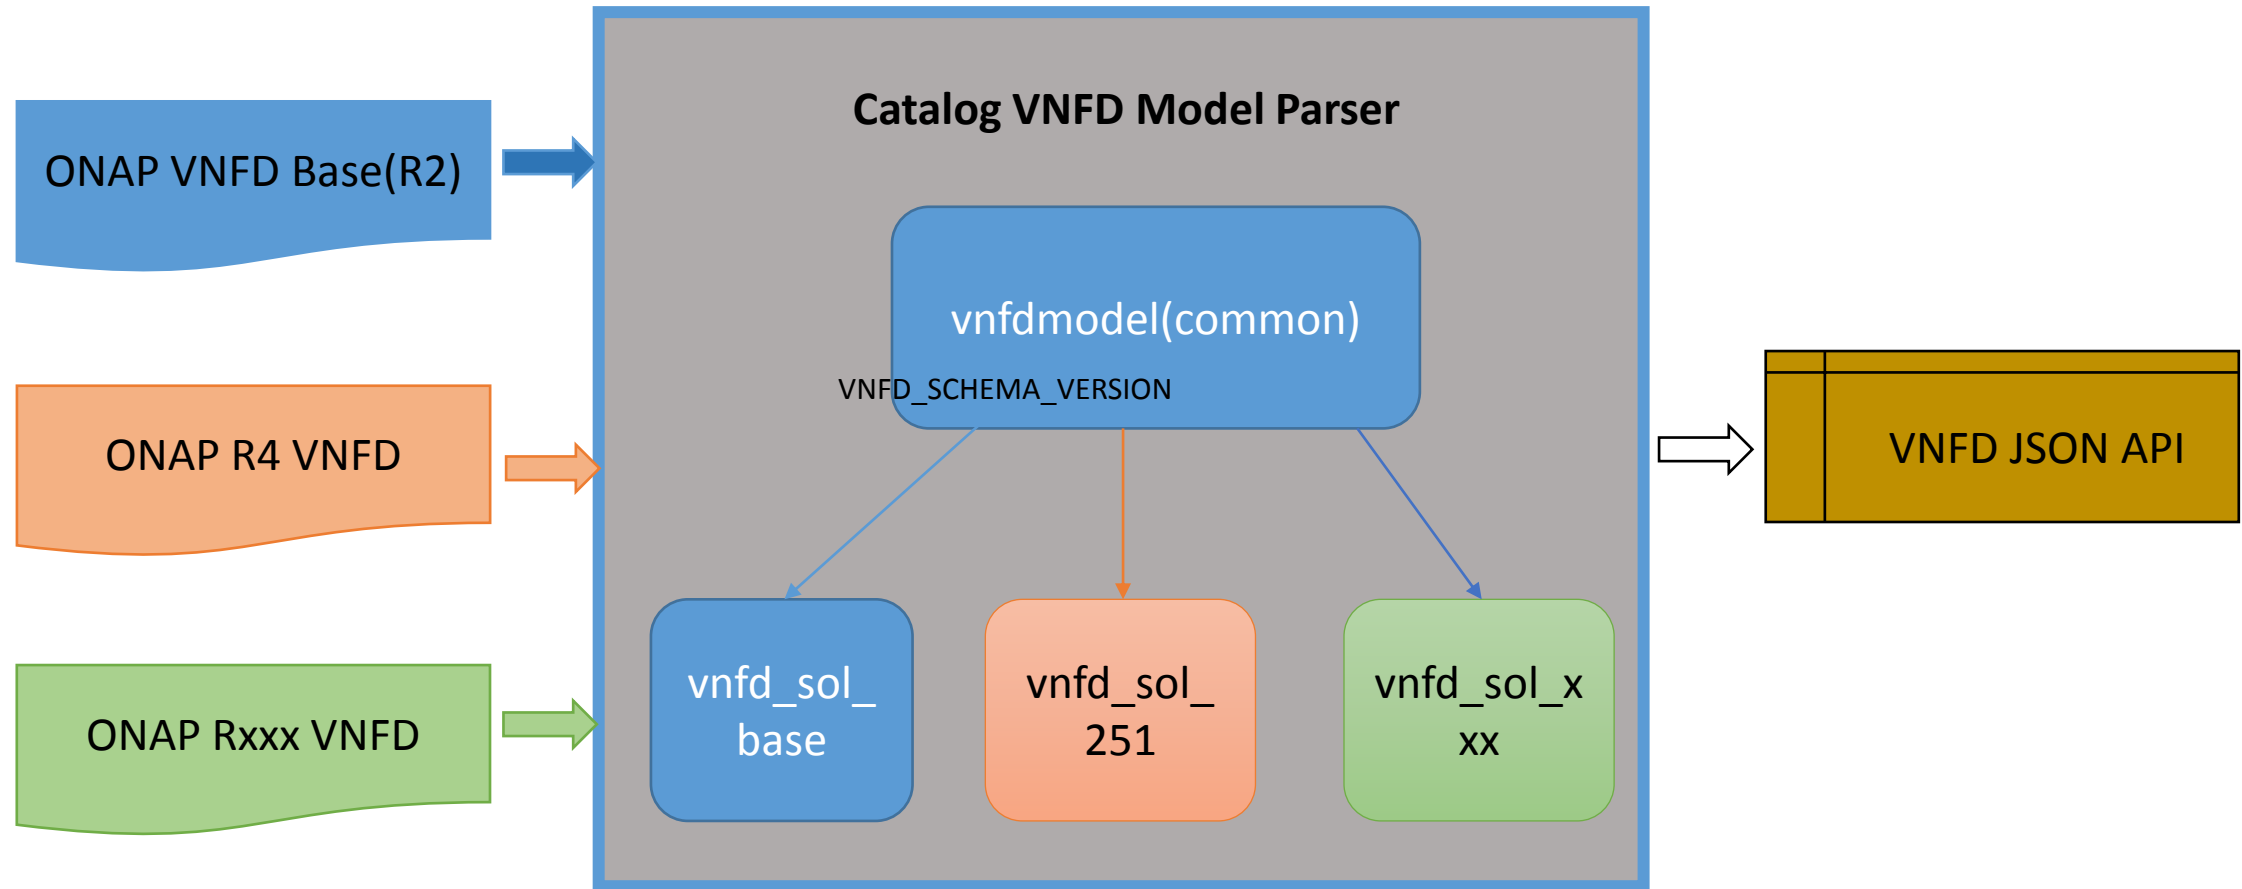 Catalog VNFD Model Parser
ONAP VNFD Base(R2)
vnfdmodel(common)
VNFD_SCHEMA_VERSION
ONAP R4 VNFD
VNFD JSON API
vnfd_sol_
base
vnfd_sol_
251
vnfd_sol_x
xx
ONAP Rxxx VNFD